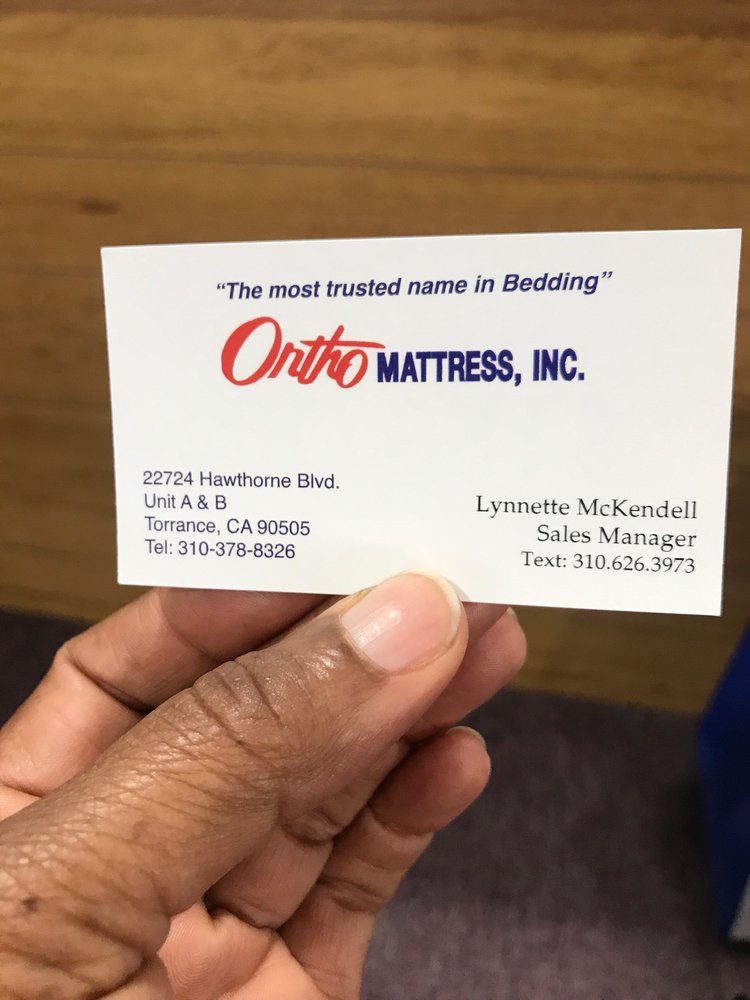 “The most trusted name in Bedding”
Ortho MATTRESS, INC.
22724 Hawthorne Blvd.
Unit A & B
Torrance, CA 90505
Tel: 310-378-8326
Lynnette McKendell
Sales Manager
Text: 310.626.3973